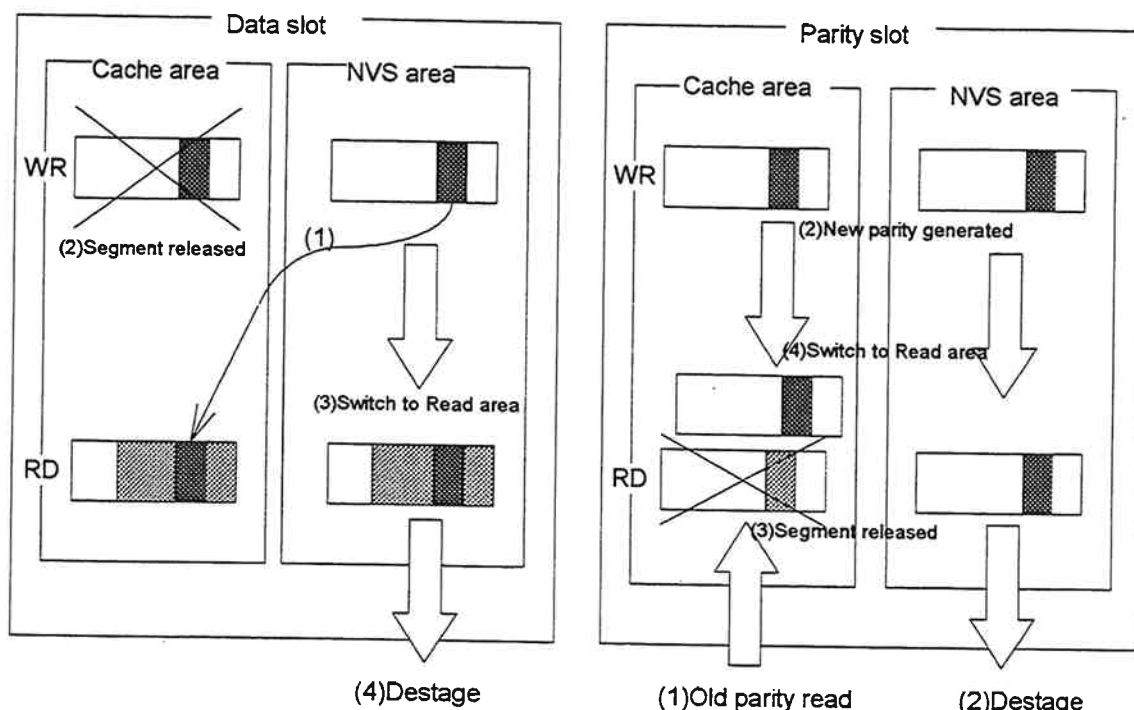 Data slot
Cache area
NVS area
WR
(2)Segment released
(1)
(3)Switch to Read area
RD
(4)Destage
Parity slot
Cache area
NVS area
WR
(2)New parity generated
(4)Switch to Read area
RD
(3)Segment released
(1)Old parity read
(2)Destage